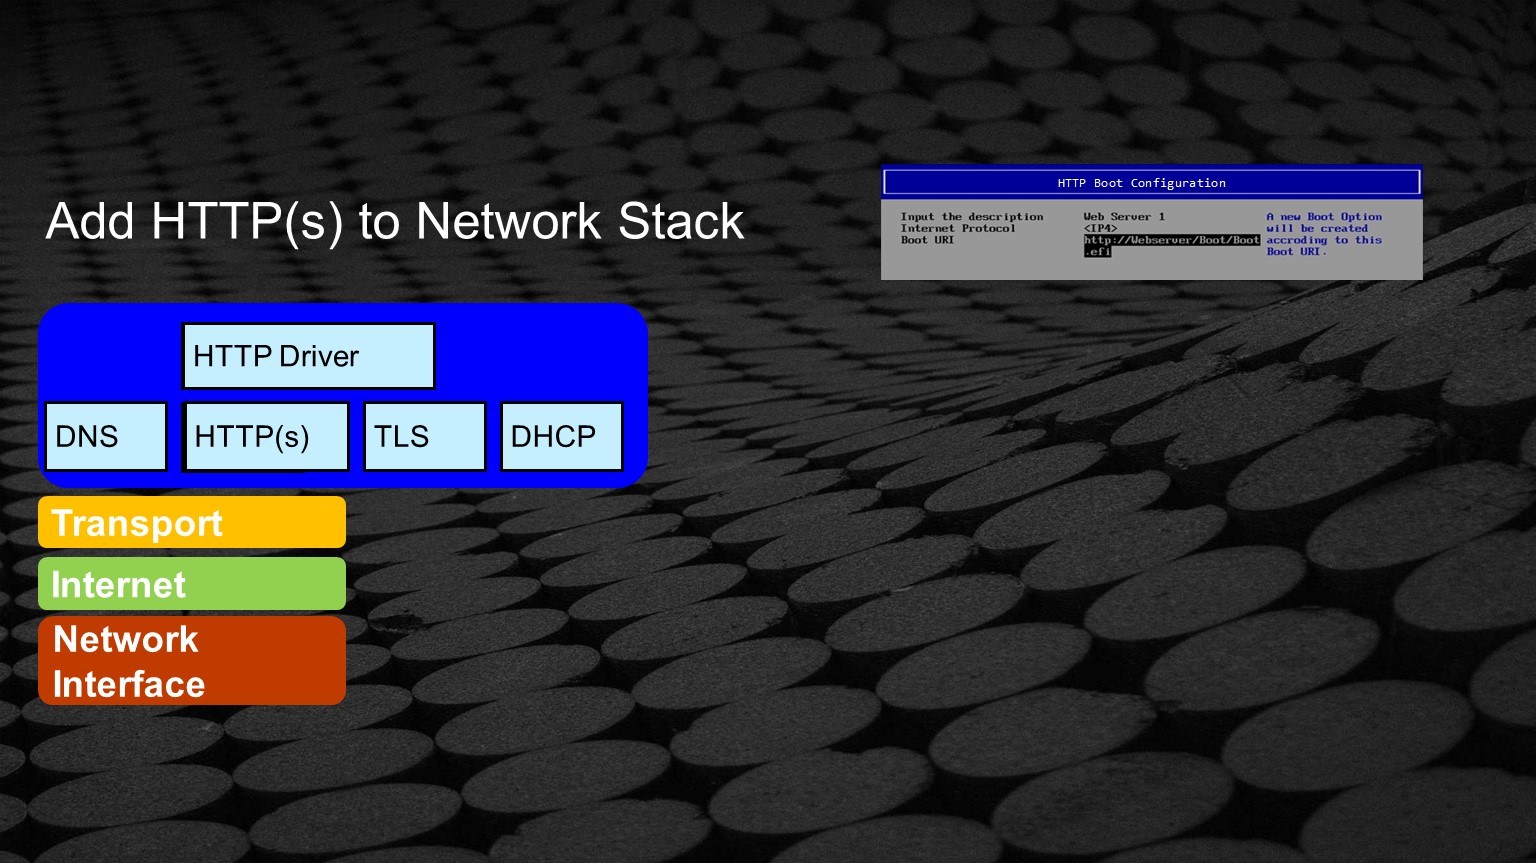 Add HTTP(s) to Network Stack
HTTP Boot Configuration
Input the description Web Server 1 A new Boot Option
Internet Protocol <IP4> will be created
Boot URI http://Webserver/Boot/Boot accroding to this
.efi Boot URI.
HTTP Driver
DNS HTTP(s) TLS DHCP
Transport
Internet
Network
Interface